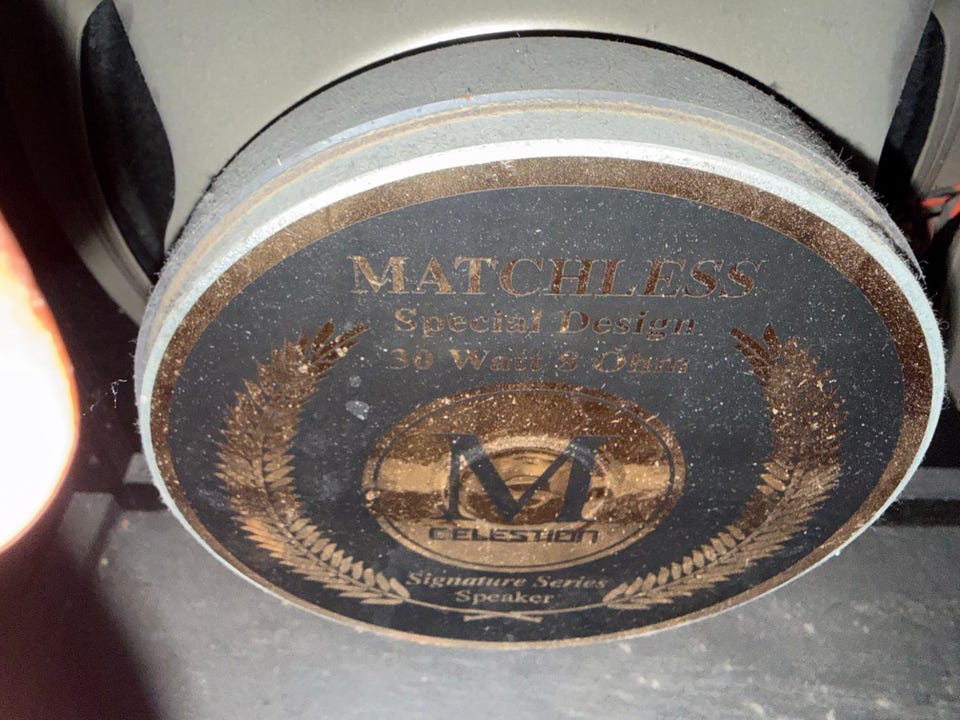 MATCHLESS
Special Design
30 Watt 8 Ohm
M
CELESTION
Signature Series
Speaker